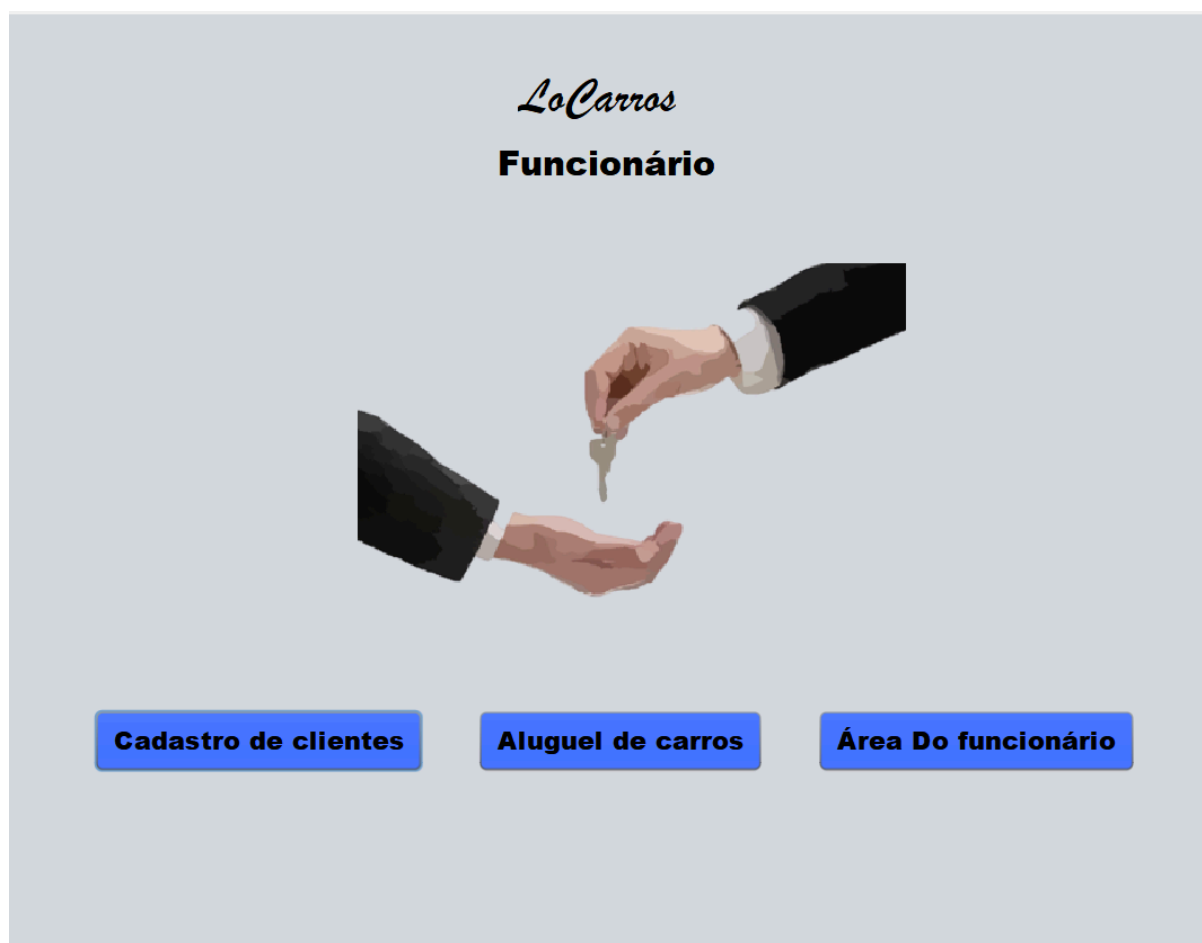 LoCarros
Funcionário
Cadastro de clientes
Aluguel de carros
Área Do funcionário